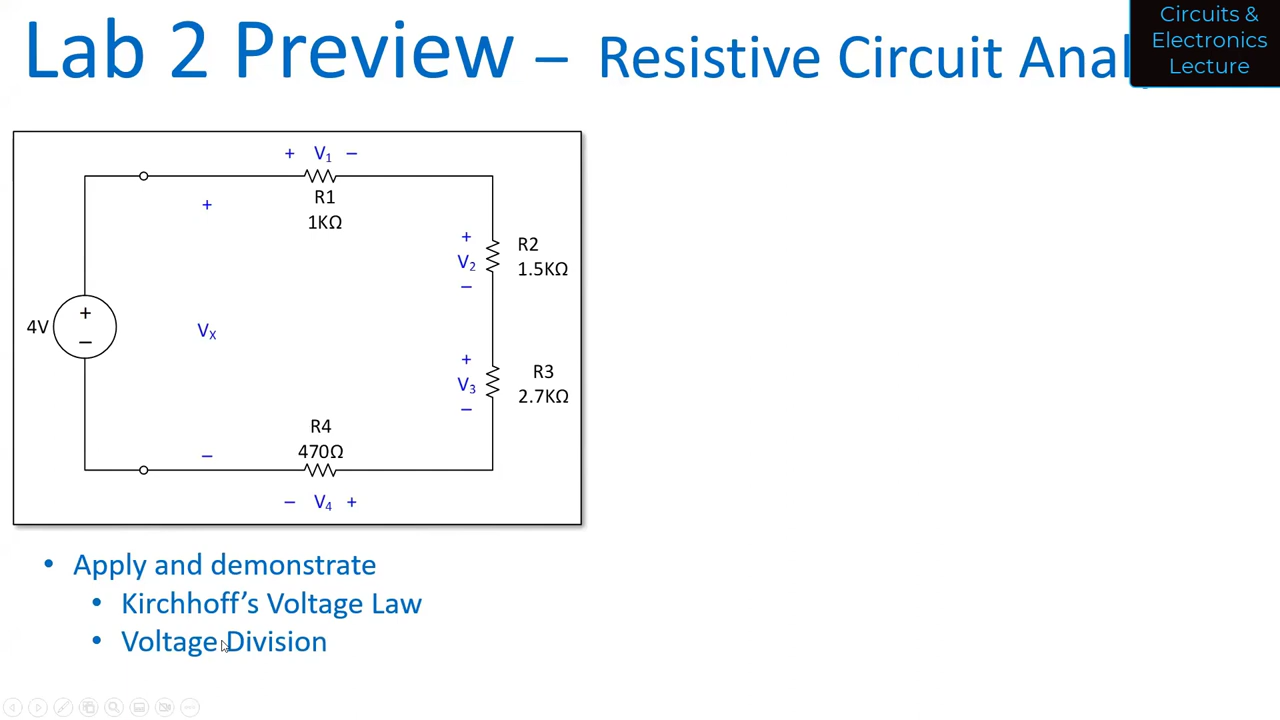 Lab 2 Preview – Resistive Circuit Anal
Circuits &
Electronics
Lecture
+ V₁ –
R1
1KΩ
+
+
V₂
–
R2
1.5KΩ
4V
+
–
Vₓ
+
V₃
–
R3
2.7KΩ
R4
470Ω
–
– V₄ +
• Apply and demonstrate
• Kirchhoff’s Voltage Law
• Voltage Division